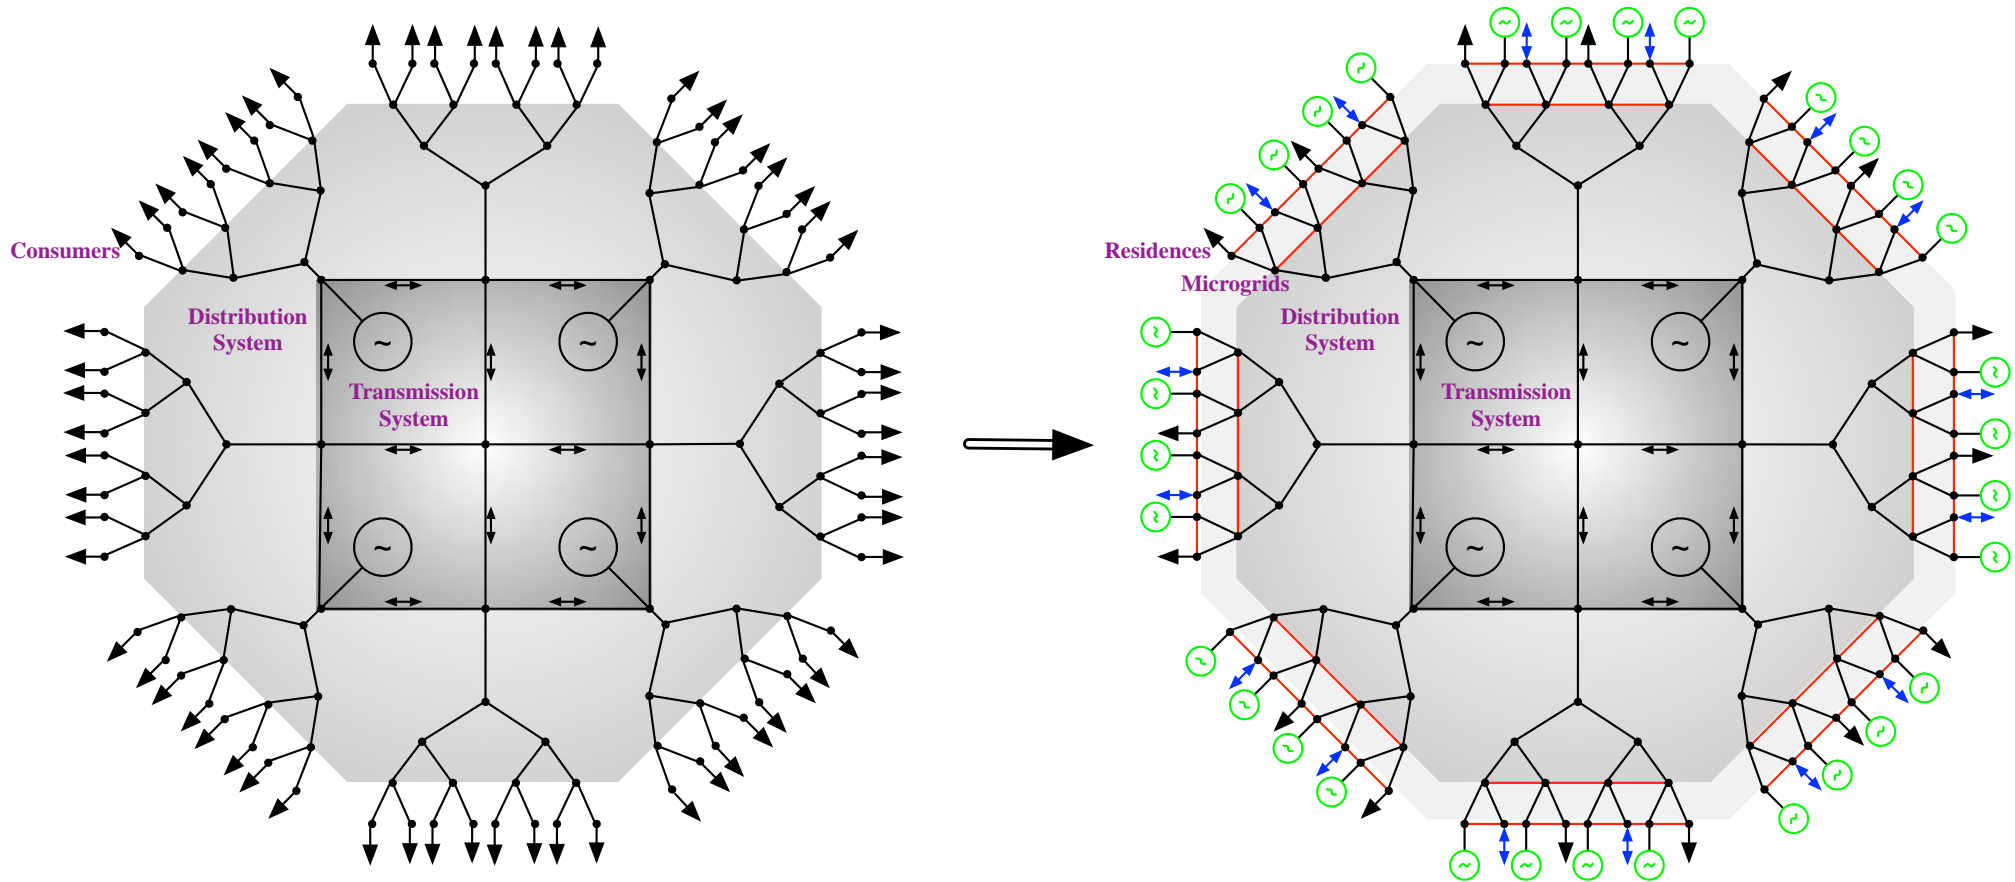 Consumers
Distribution
System
Transmission
System
~
~
~
~
Residences
Microgrids
Distribution
System
Transmission
System
~
~
~
~